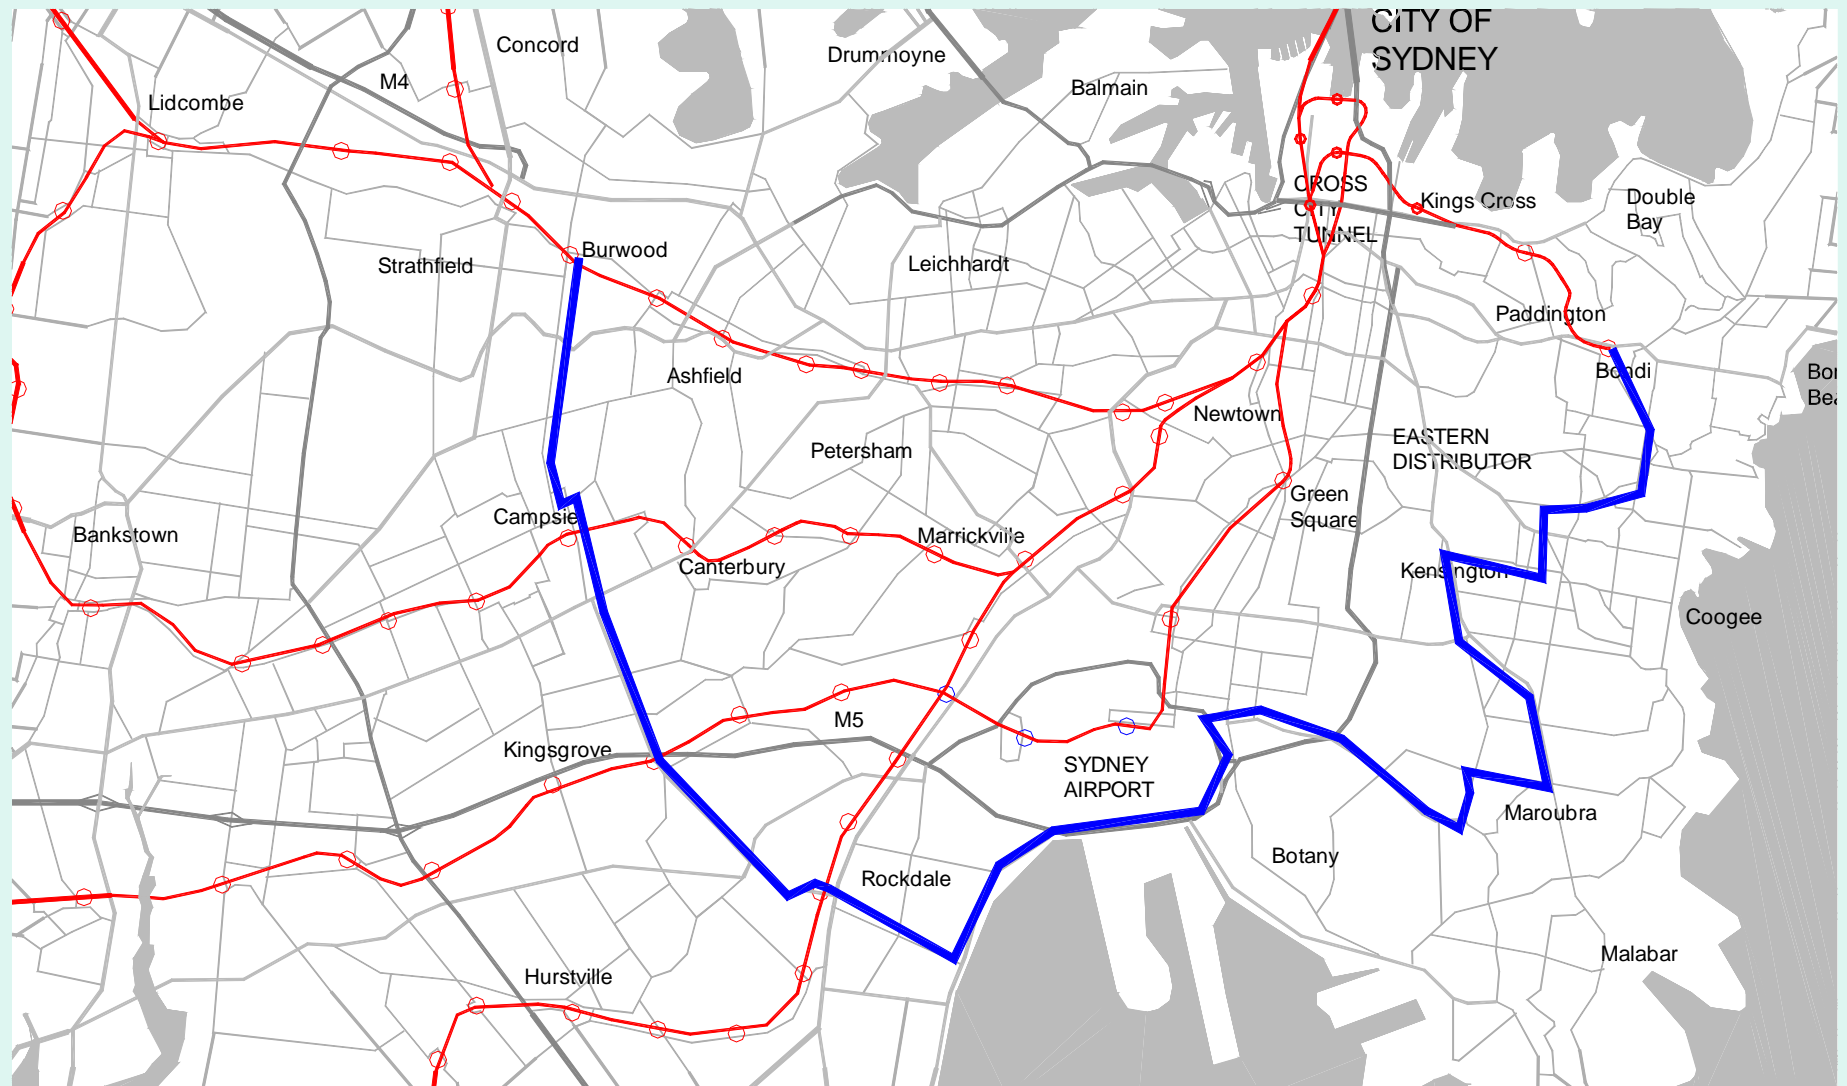 CITY OF
SYDNEY
Concord
Drummoyne
M4
Balmain
Lidcombe
CROSS
CITY
TUNNEL
Kings Cross
Double
Bay
Burwood
Strathfield
Leichhardt
Paddington
Ashfield
Bondi
Newtown
Petersham
EASTERN
DISTRIBUTOR
Green
Square
Campsie
Bankstown
Marrickville
Canterbury
Kensington
Coogee
M5
Kingsgrove
SYDNEY
AIRPORT
Maroubra
Botany
Rockdale
Malabar
Hurstville